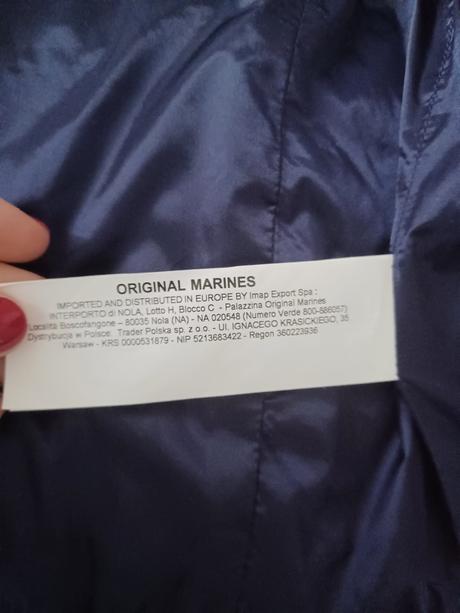 ORIGINAL MARINES
IMPORTED AND DISTRIBUTED IN EUROPE BY Imap Export Spa :
INTERPORTO di NOLA, Lotto H, Blocco C - Palazzina Original Marines
Località Boscofangone – 80035 Nola (NA) - NA 020548 (Numero Verde 800-886057)
Dystrybucja w Polsce. Trader Polska sp. z o.o. - Ul. IGNACEGO KRASICKIEGO, 35
Warsaw - KRS 0000531879 - NIP 5213683422 - Regon 360223936